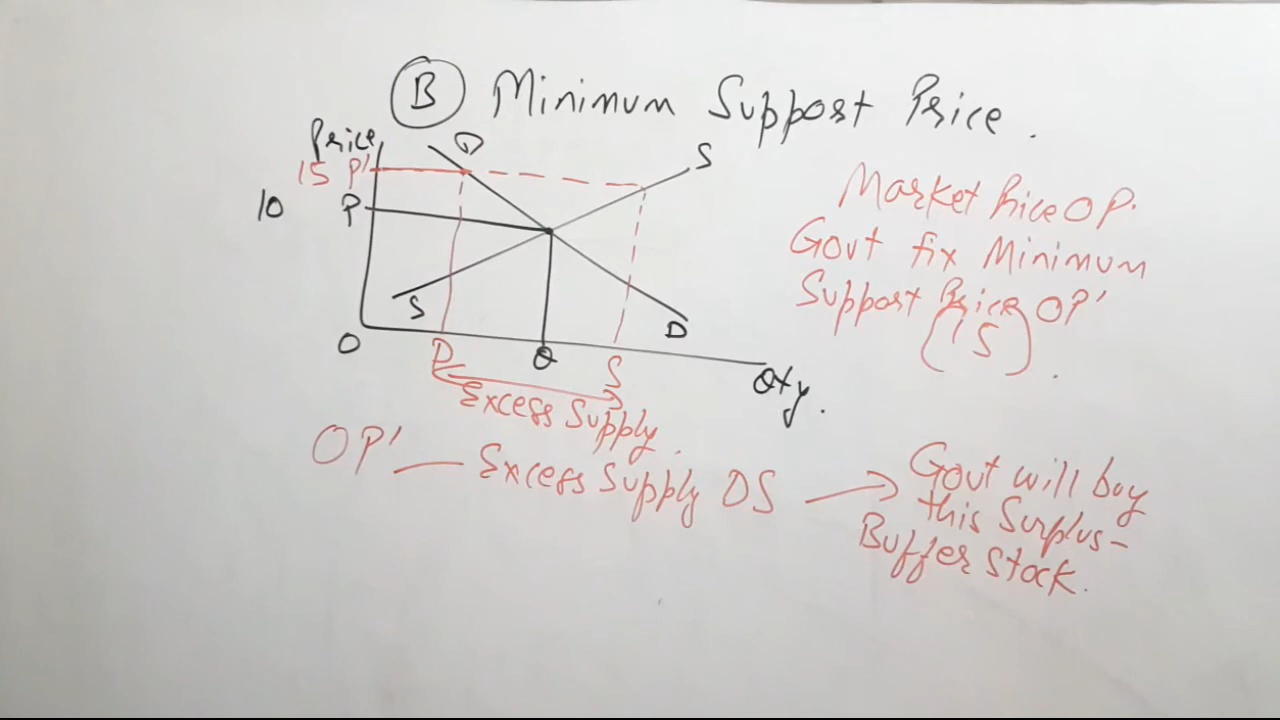 B Minimum Support Price.
Price
D
S
15 P'
10 P
S
D
O
D
Q
S
Qty.
Excess Supply.
Market Price OP.
Govt fix Minimum
Support Price OP'
(15).
OP' — Excess Supply DS →
Govt will buy
this Surplus -
Buffer Stock.